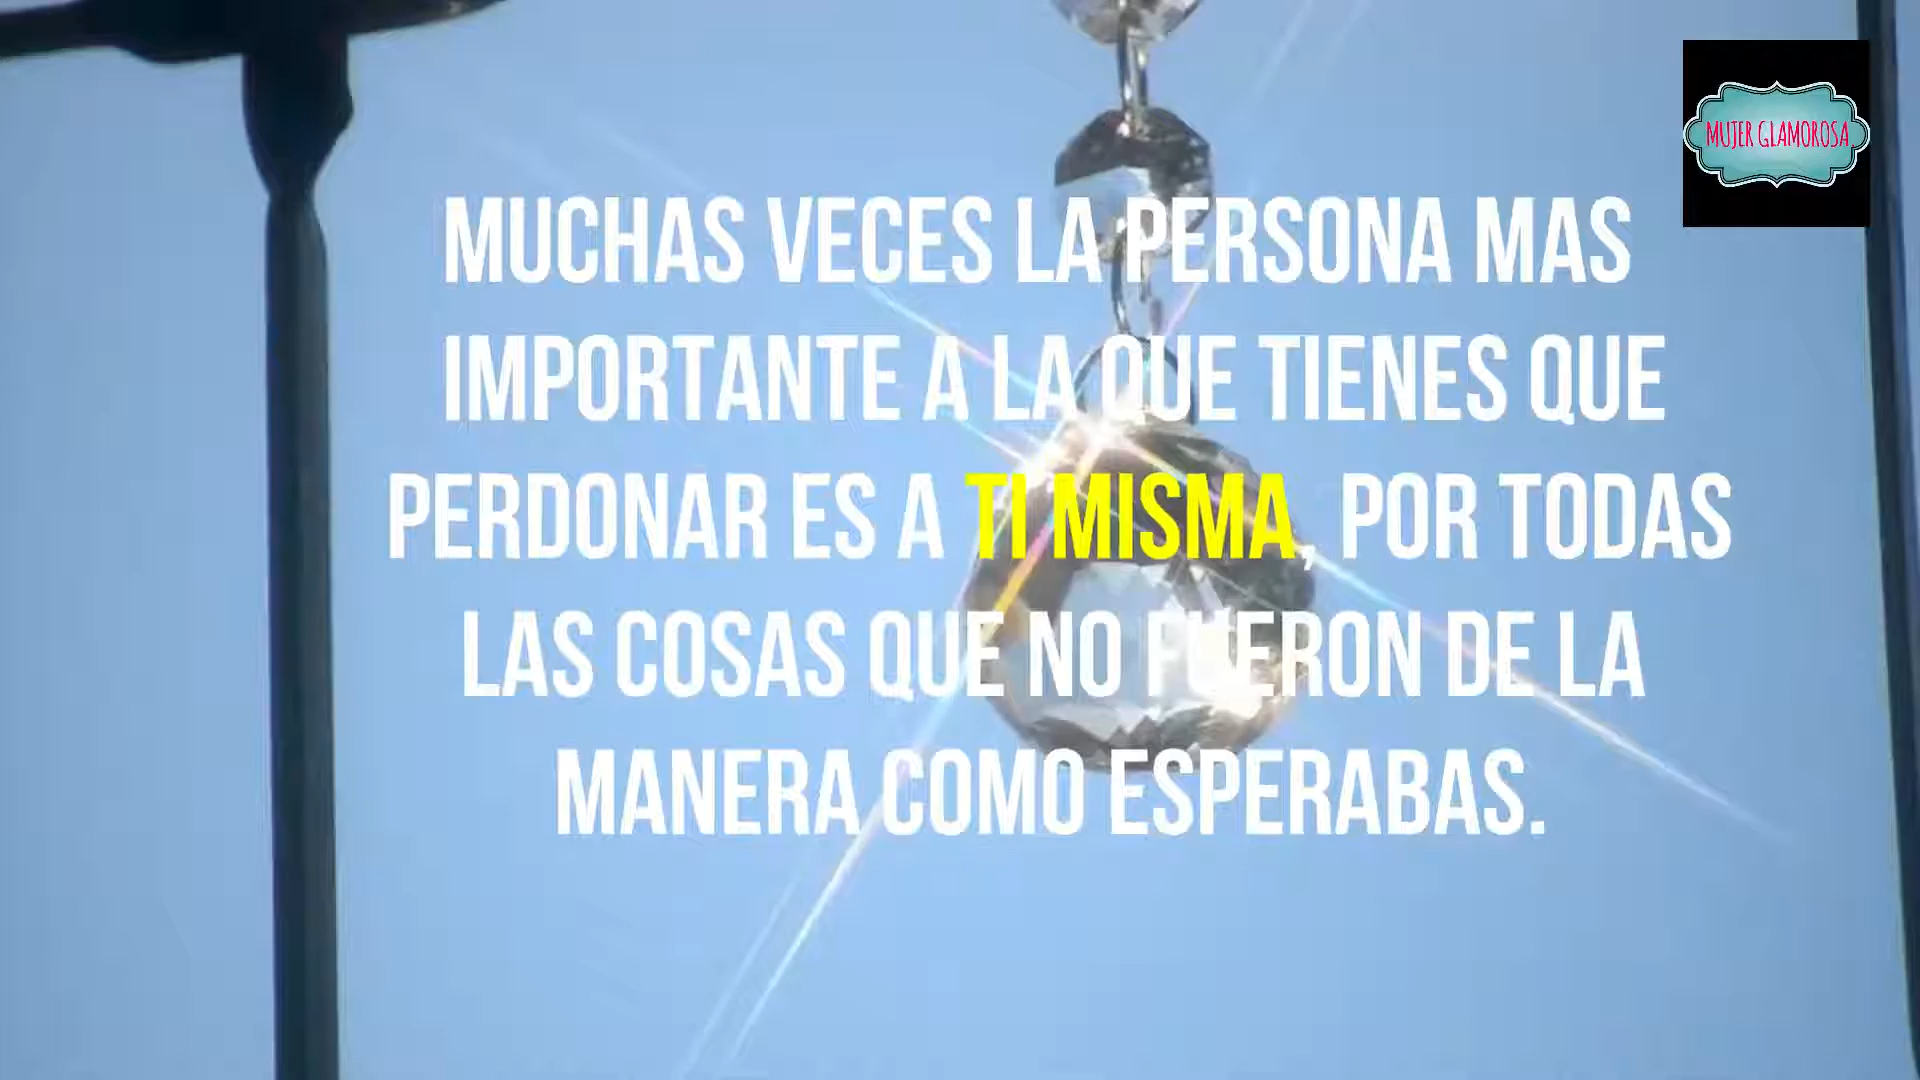 MUJER GLAMOROSA
MUCHAS VECES LA PERSONA MAS
IMPORTANTE A LA QUE TIENES QUE
PERDONAR ES A TI MISMA, POR TODAS
LAS COSAS QUE NO FUERON DE LA
MANERA COMO ESPERABAS.